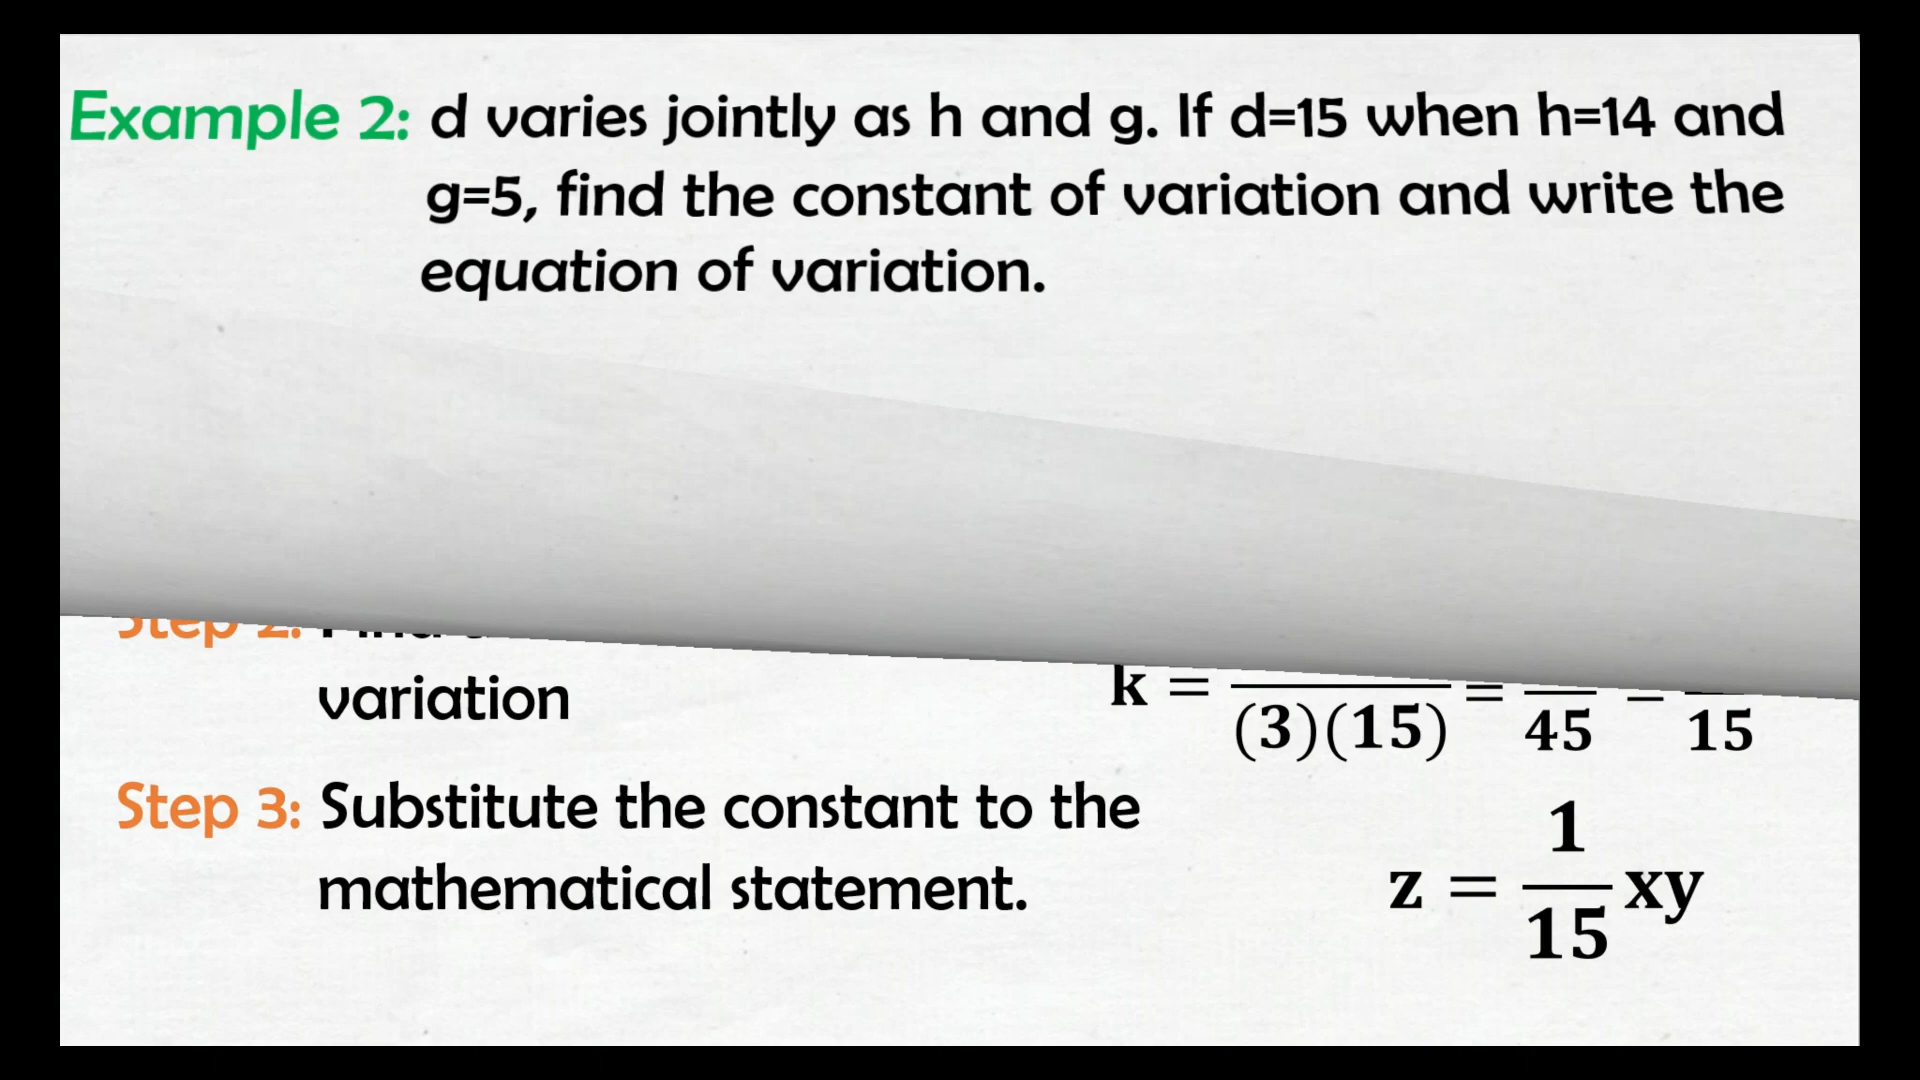 Example 2: d varies jointly as h and g. If d=15 when h=14 and
g=5, find the constant of variation and write the
equation of variation.
Step 2:
variation
k = (3)(15) = 45 = 15
Step 3: Substitute the constant to the
mathematical statement.
z = 1/15 xy